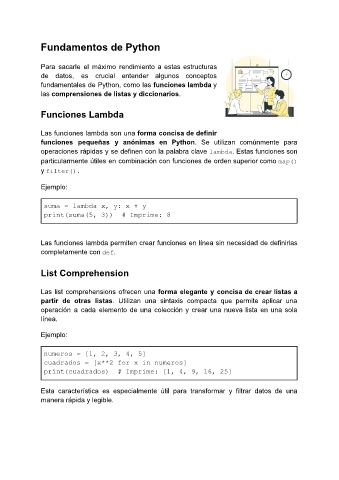 Fundamentos de Python
Para sacarle el máximo rendimiento a estas estructuras
de datos, es crucial entender algunos conceptos
fundamentales de Python, como las funciones lambda y
las comprensiones de listas y diccionarios.
Funciones Lambda
Las funciones lambda son una forma concisa de definir
funciones pequeñas y anónimas en Python. Se utilizan comúnmente para
operaciones rápidas y se definen con la palabra clave lambda. Estas funciones son
particularmente útiles en combinación con funciones de orden superior como map()
y filter().
Ejemplo:
suma = lambda x, y: x + y
print(suma(5, 3)) # Imprime: 8
Las funciones lambda permiten crear funciones en línea sin necesidad de definirlas
completamente con def.
List Comprehension
Las list comprehensions ofrecen una forma elegante y concisa de crear listas a
partir de otras listas. Utilizan una sintaxis compacta que permite aplicar una
operación a cada elemento de una colección y crear una nueva lista en una sola
línea.
Ejemplo:
numeros = [1, 2, 3, 4, 5]
cuadrados = [x**2 for x in numeros]
print(cuadrados) # Imprime: [1, 4, 9, 16, 25]
Esta característica es especialmente útil para transformar y filtrar datos de una
manera rápida y legible.